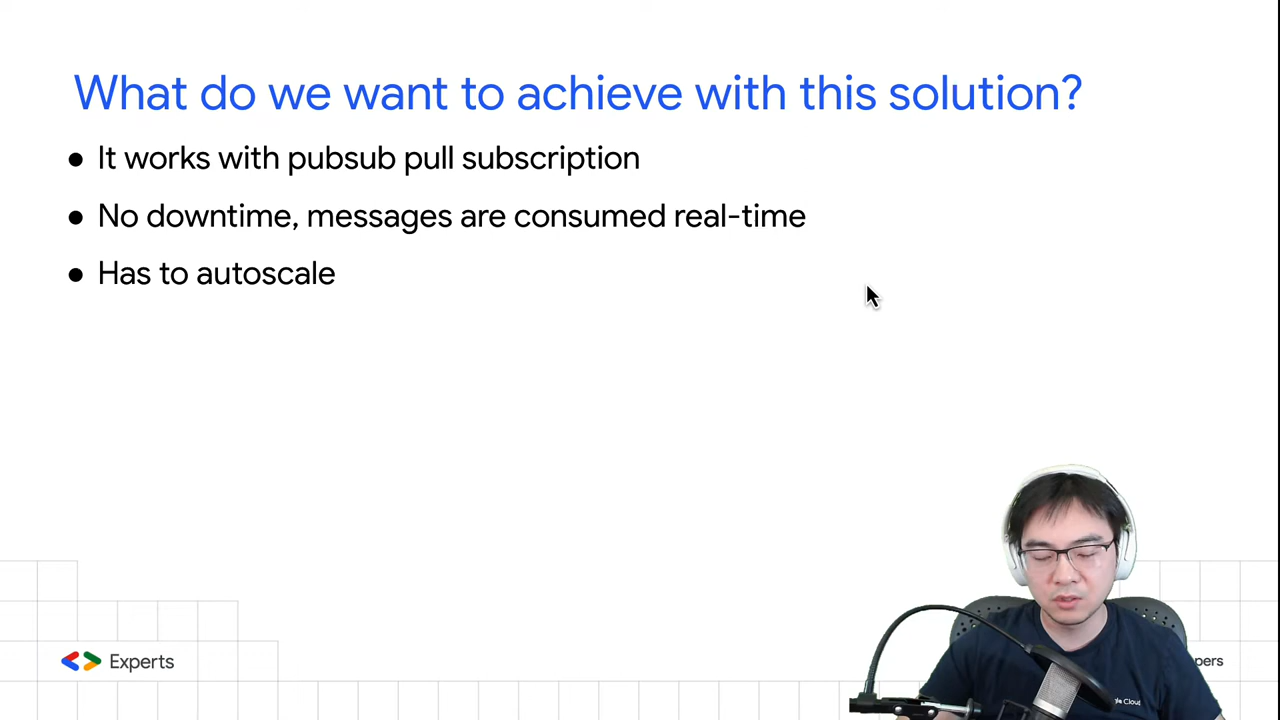 What do we want to achieve with this solution?
● It works with pubsub pull subscription
● No downtime, messages are consumed real-time
● Has to autoscale
Experts